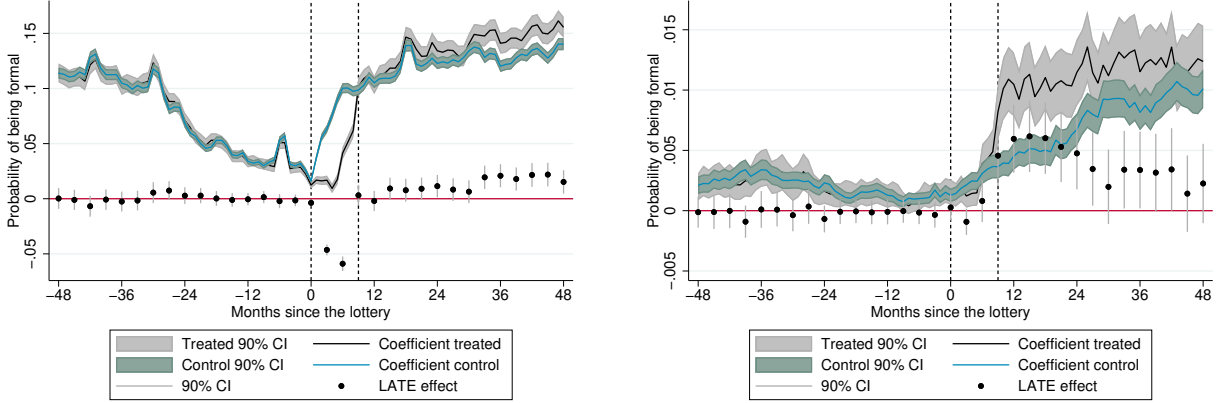 Probability of being formal
.15
.1
.05
0
-.05
-48 -36 -24 -12 0 12 24 36 48
Months since the lottery
Treated 90% CI Coefficient treated
Control 90% CI Coefficient control
90% CI LATE effect
Probability of being formal
.015
.01
.005
0
-.005
-48 -36 -24 -12 0 12 24 36 48
Months since the lottery
Treated 90% CI Coefficient treated
Control 90% CI Coefficient control
90% CI LATE effect